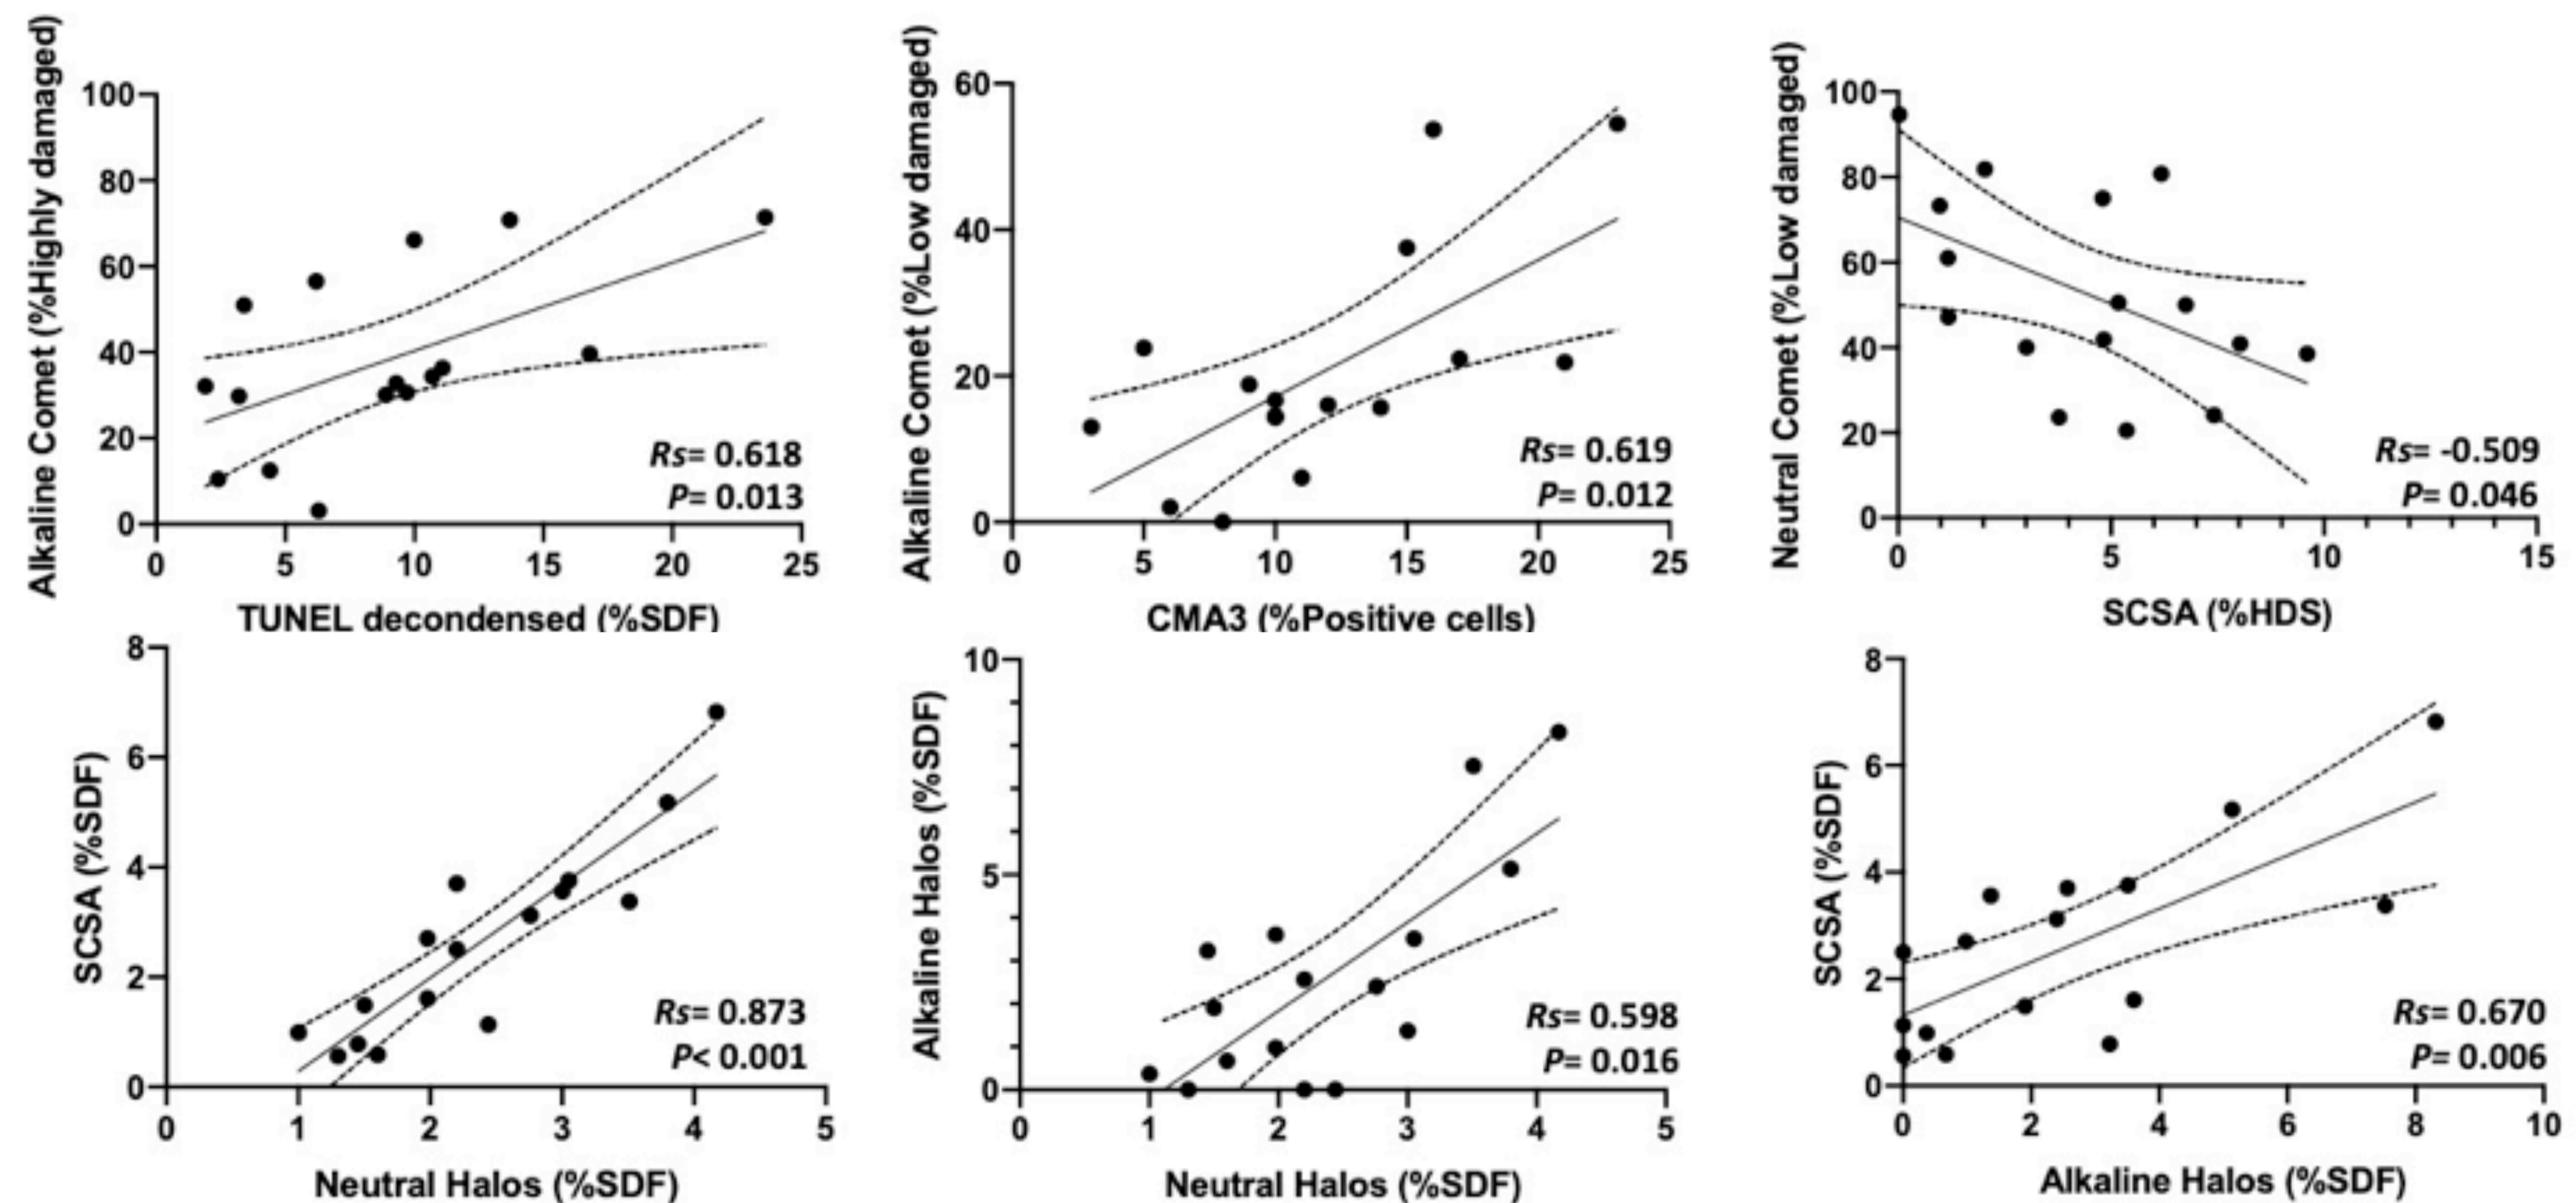 Alkaline Comet (%Highly damaged)
100
80
60
40
20
0
0 5 10 15 20 25
Rs= 0.618
P= 0.013
TUNEL decondensed (%SDF)
Alkaline Comet (%Low damaged)
60
40
20
0
0 5 10 15 20 25
Rs= 0.619
P= 0.012
CMA3 (%Positive cells)
Neutral Comet (%Low damaged)
100
80
60
40
20
0
0 5 10 15
Rs= -0.509
P= 0.046
SCSA (%HDS)
SCSA (%SDF)
8
6
4
2
0
0 1 2 3 4 5
Rs= 0.873
P< 0.001
Neutral Halos (%SDF)
Alkaline Halos (%SDF)
10
5
0
0 1 2 3 4 5
Rs= 0.598
P= 0.016
Neutral Halos (%SDF)
SCSA (%SDF)
8
6
4
2
0
0 2 4 6 8 10
Rs= 0.670
P= 0.006
Alkaline Halos (%SDF)